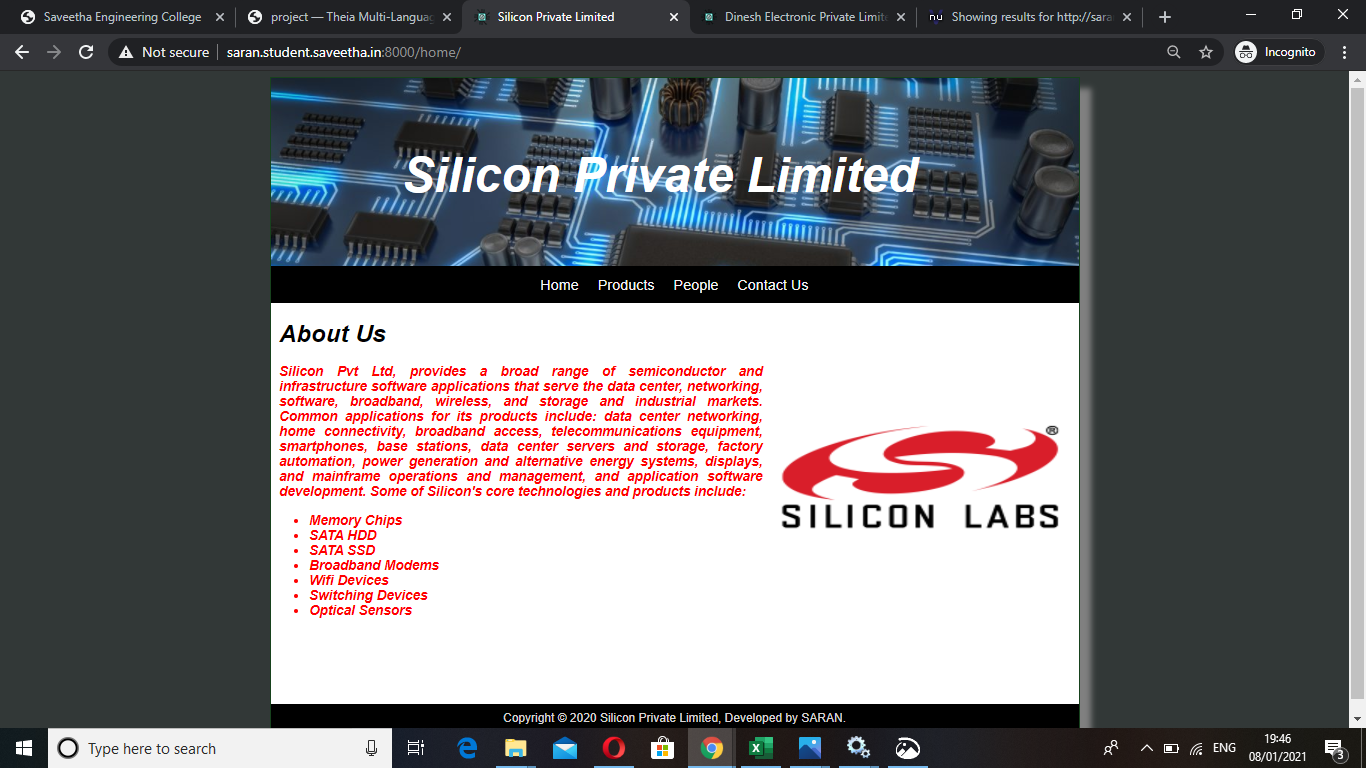 Saveetha Engineering College
project — Theia Multi-Languag
Silicon Private Limited
Dinesh Electronic Private Limite
Showing results for http://sara
Not secure
saran.student.saveetha.in:8000/home/
Incognito
Silicon Private Limited
Home Products People Contact Us
About Us
Silicon Pvt Ltd, provides a broad range of semiconductor and
infrastructure software applications that serve the data center, networking,
software, broadband, wireless, and storage and industrial markets.
Common applications for its products include: data center networking,
home connectivity, broadband access, telecommunications equipment,
smartphones, base stations, data center servers and storage, factory
automation, power generation and alternative energy systems, displays,
and mainframe operations and management, and application software
development. Some of Silicon's core technologies and products include:
• Memory Chips
• SATA HDD
• SATA SSD
• Broadband Modems
• Wifi Devices
• Switching Devices
• Optical Sensors
®
SILICON LABS
Copyright © 2020 Silicon Private Limited, Developed by SARAN.
Type here to search
ENG
19:46
08/01/2021
3